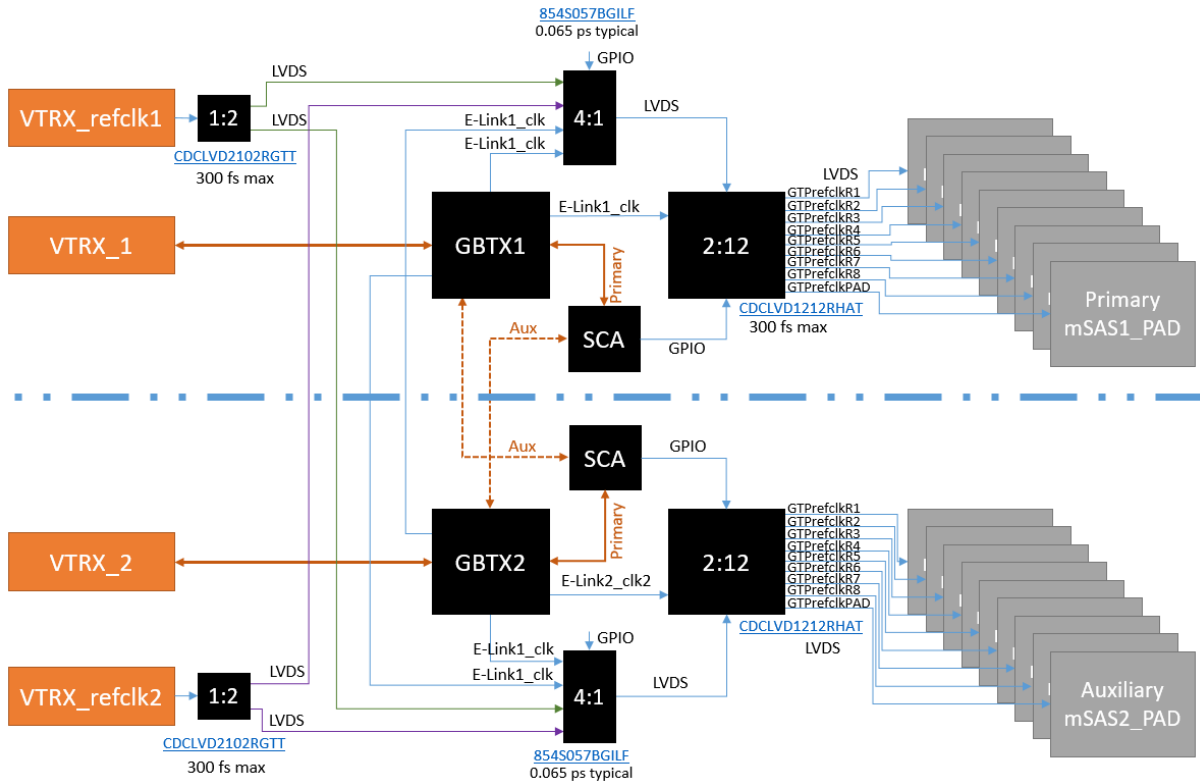 854S057BGILF
0.065 ps typical
GPIO
LVDS
VTRX_refclk1
1:2
LVDS
4:1
LVDS
E-Link1_clk
E-Link1_clk
CDCLVD2102RGTT
300 fs max
LVDS
GTPrefclkR1
GTPrefclkR2
GTPrefclkR3
GTPrefclkR4
GTPrefclkR5
GTPrefclkR6
GTPrefclkR7
GTPrefclkR8
GTPrefclkPAD
E-Link1_clk
VTRX_1
GBTX1
2:12
Primary
CDCLVD1212RHAT
300 fs max
Primary
mSAS1_PAD
Aux
SCA
GPIO
Aux
SCA
GPIO
Primary
GTPrefclkR1
GTPrefclkR2
GTPrefclkR3
GTPrefclkR4
GTPrefclkR5
GTPrefclkR6
GTPrefclkR7
GTPrefclkR8
GTPrefclkPAD
VTRX_2
GBTX2
2:12
E-Link2_clk2
CDCLVD1212RHAT
LVDS
GPIO
E-Link1_clk
E-Link1_clk
LVDS
VTRX_refclk2
1:2
LVDS
4:1
LVDS
Auxiliary
mSAS2_PAD
CDCLVD2102RGTT
300 fs max
854S057BGILF
0.065 ps typical